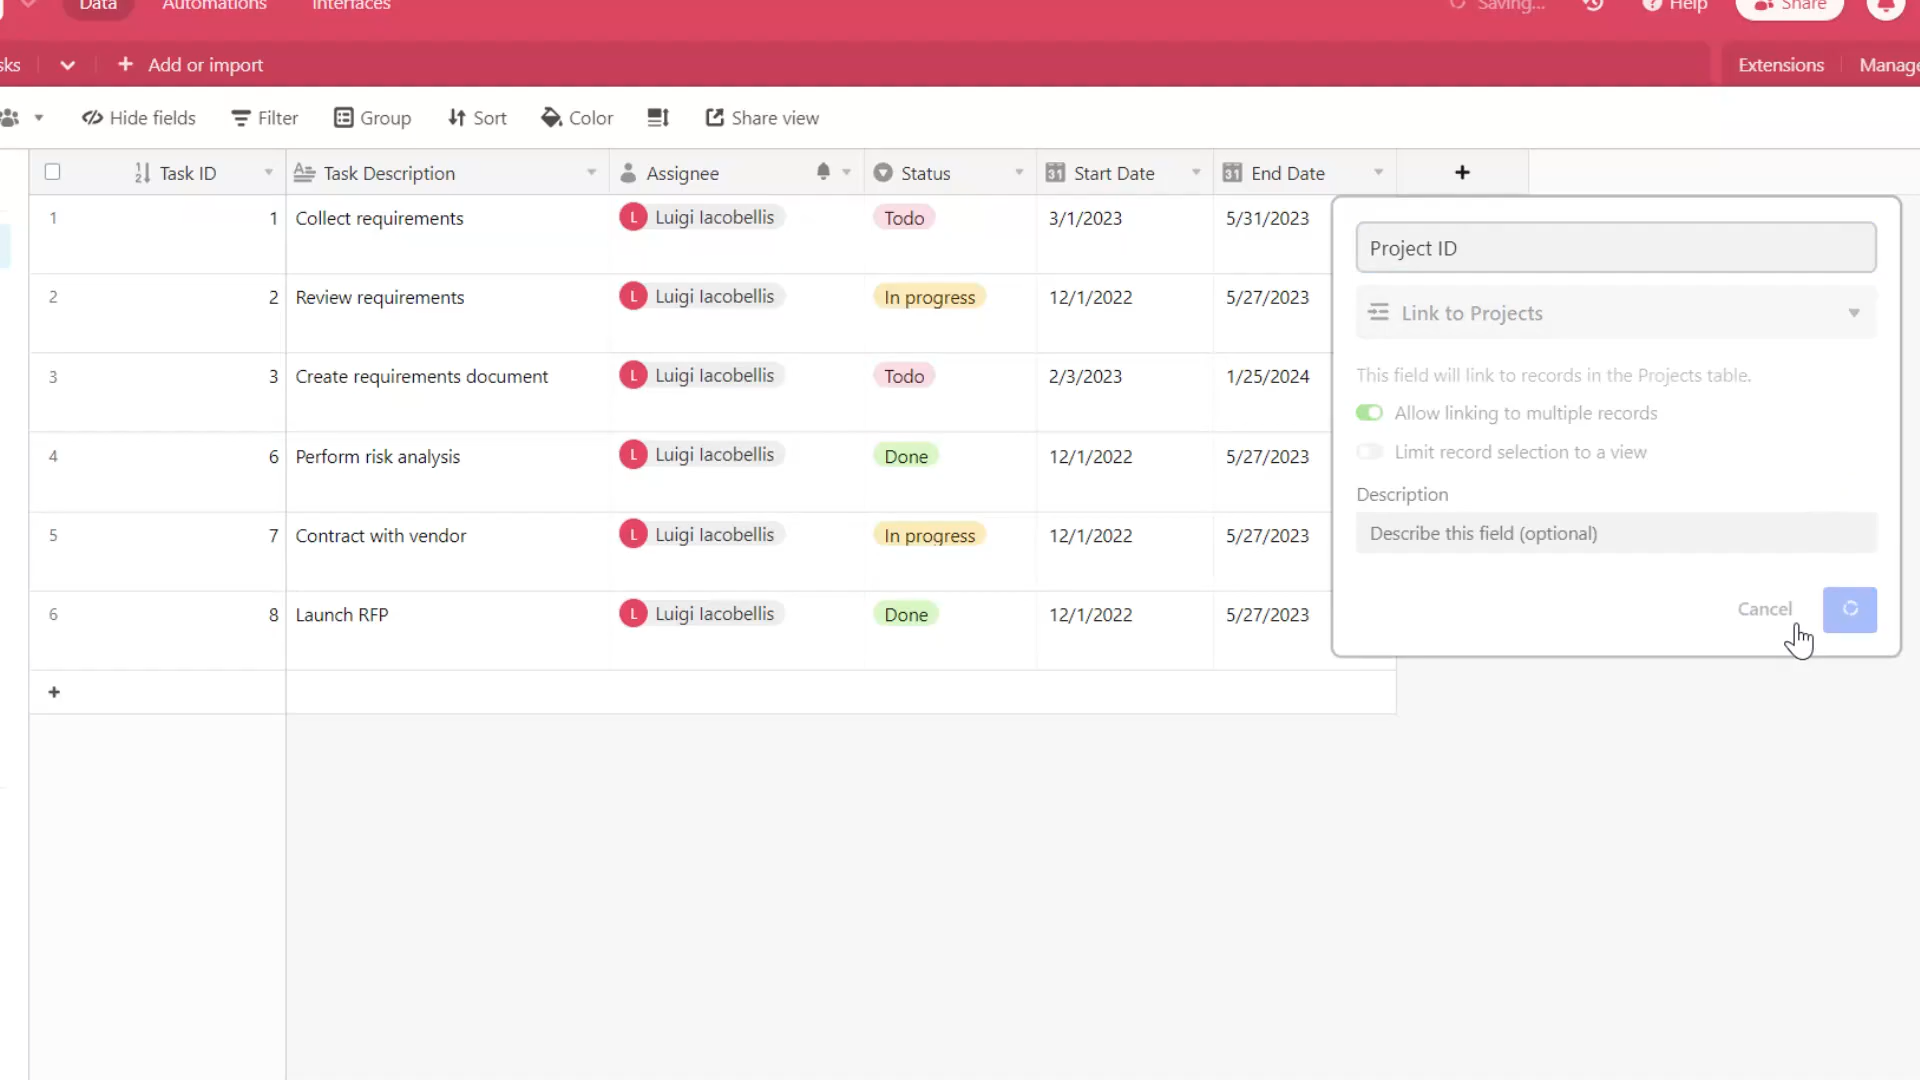 Data Automations Interfaces Saving... Help Share
sks Add or import Extensions Manage
Hide fields Filter Group Sort Color Share view
Task ID Task Description Assignee Status Start Date End Date +
1 1 Collect requirements L Luigi Iacobellis Todo 3/1/2023 5/31/2023
2 2 Review requirements L Luigi Iacobellis In progress 12/1/2022 5/27/2023
3 3 Create requirements document L Luigi Iacobellis Todo 2/3/2023 1/25/2024
4 6 Perform risk analysis L Luigi Iacobellis Done 12/1/2022 5/27/2023
5 7 Contract with vendor L Luigi Iacobellis In progress 12/1/2022 5/27/2023
6 8 Launch RFP L Luigi Iacobellis Done 12/1/2022 5/27/2023
+
Project ID
Link to Projects
This field will link to records in the Projects table.
Allow linking to multiple records
Limit record selection to a view
Description
Describe this field (optional)
Cancel